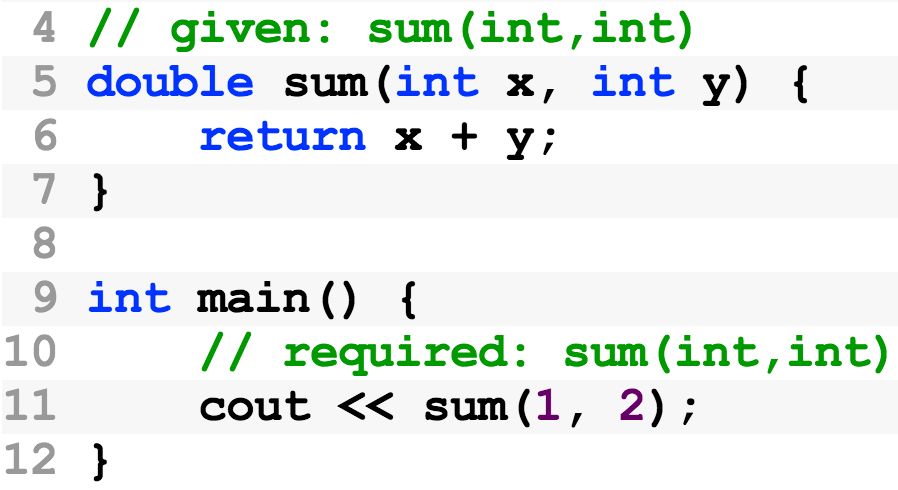 4 // given: sum(int,int)
5 double sum(int x, int y) {
6     return x + y;
7 }
8
9 int main() {
10     // required: sum(int,int)
11     cout << sum(1, 2);
12 }